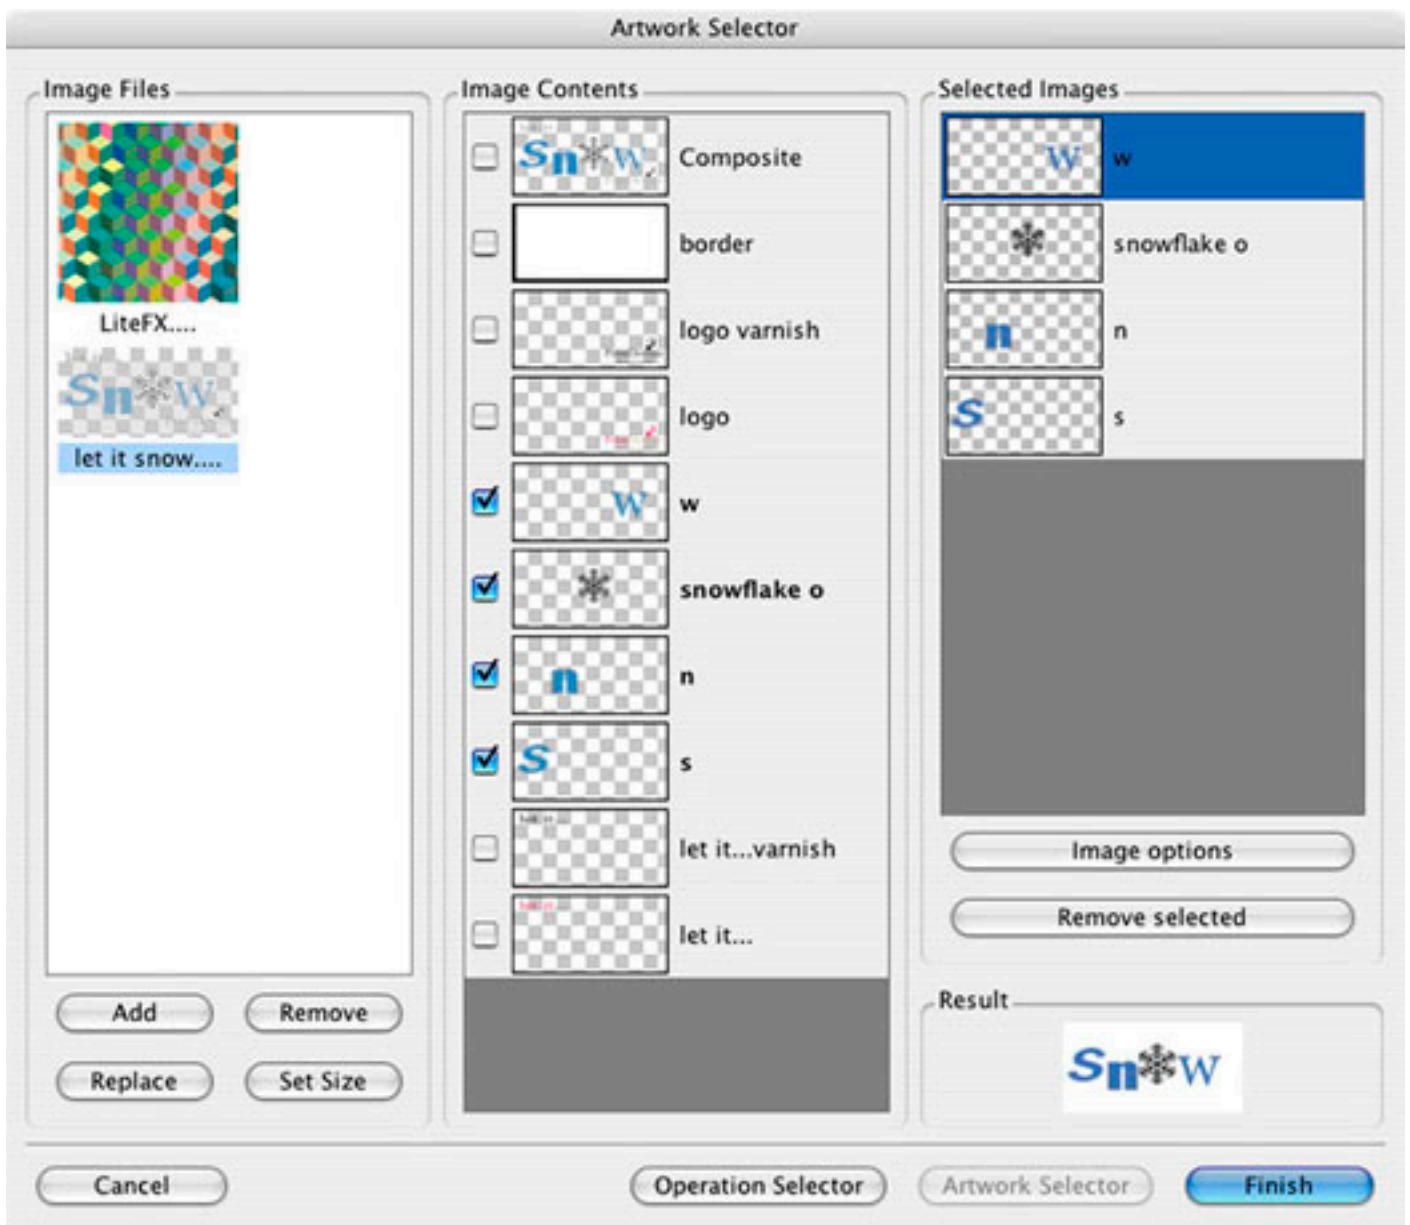 Artwork Selector
Image Files
LiteFX....
let it snow....
Add
Remove
Replace
Set Size
Image Contents
Composite
border
logo varnish
logo
w
snowflake o
n
s
let it...varnish
let it...
Selected Images
w
snowflake o
n
s
Image options
Remove selected
Result
Snw
Cancel
Operation Selector
Artwork Selector
Finish